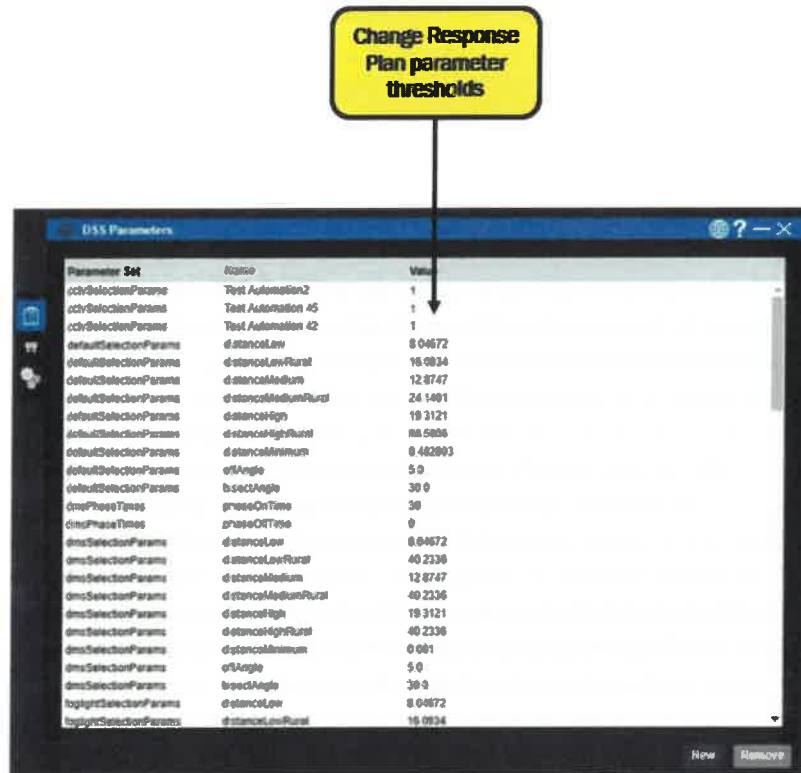 Change Response
Plan parameter
thresholds
DSS Parameters
? — ×
Parameter Set Name Value
cctvSelectionParams Test Automation2 1
cctvSelectionParams Test Automation 45 1
cctvSelectionParams Test Automation 42 1
defaultSelectionParams distanceLow 8.04672
defaultSelectionParams distanceLowRural 16.0934
defaultSelectionParams distanceMedium 12.8747
defaultSelectionParams distanceMediumRural 24.1401
defaultSelectionParams distanceHigh 19.3121
defaultSelectionParams distanceHighRural
defaultSelectionParams distanceMinimum 0.482803
defaultSelectionParams offAngle 5.0
defaultSelectionParams bisectAngle 30.0
dmsPhaseTimes phaseOnTime 30
dmsPhaseTimes phaseOffTime 0
dmsSelectionParams distanceLow 8.04672
dmsSelectionParams distanceLowRural 40.2336
dmsSelectionParams distanceMedium 12.8747
dmsSelectionParams distanceMediumRural 40.2336
dmsSelectionParams distanceHigh 19.3121
dmsSelectionParams distanceHighRural 40.2336
dmsSelectionParams distanceMinimum 0.001
dmsSelectionParams offAngle 5.0
dmsSelectionParams bisectAngle 30.0
foglightSelectionParams distanceLow 8.04672
foglightSelectionParams distanceLowRural 16.0934
New Remove